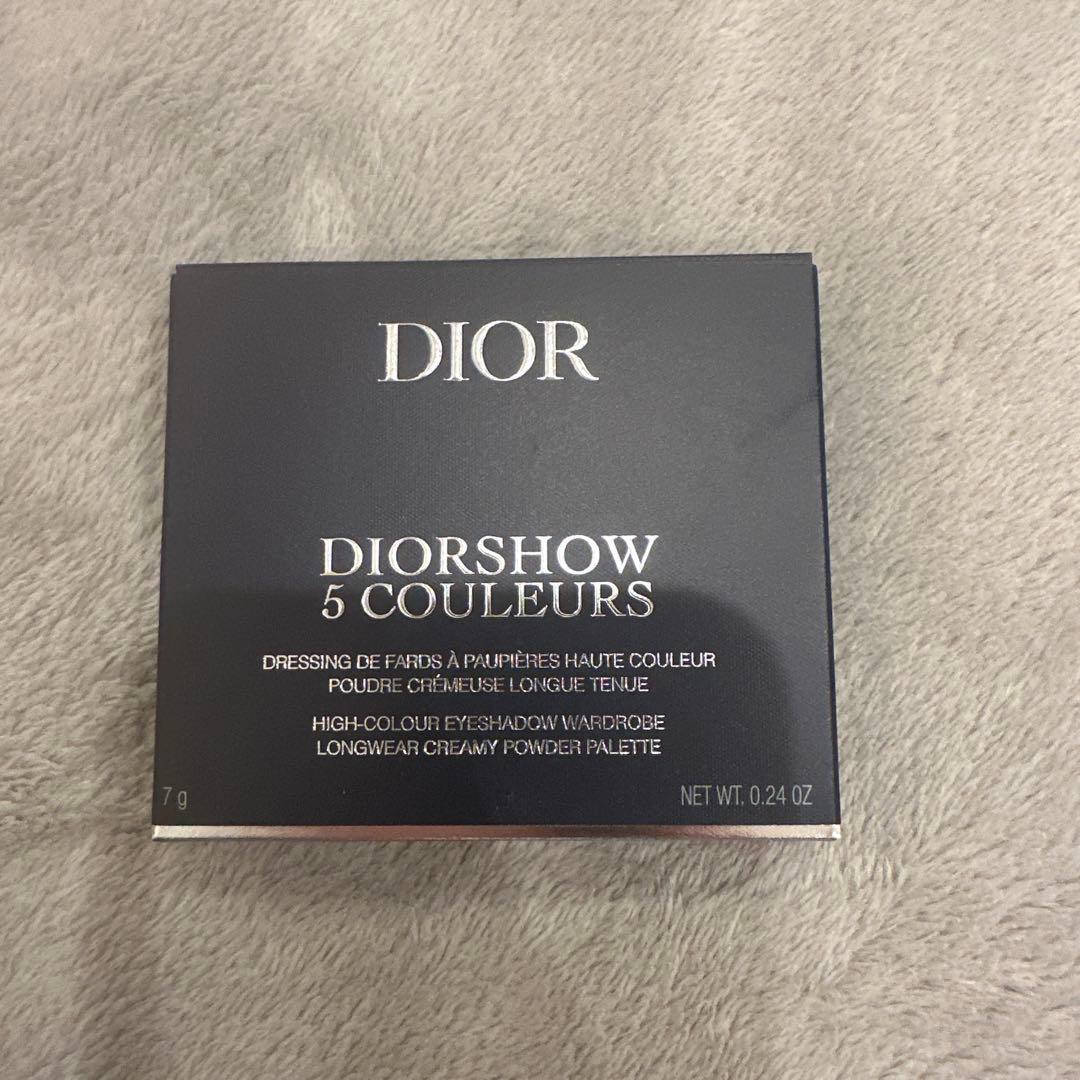 DIOR
DIORSHOW
5 COULEURS
DRESSING DE FARDS À PAUPIÈRES HAUTE COULEUR
POUDRE CRÉMEUSE LONGUE TENUE
HIGH-COLOUR EYESHADOW WARDROBE
LONGWEAR CREAMY POWDER PALETTE
7 g
NET WT. 0.24 OZ